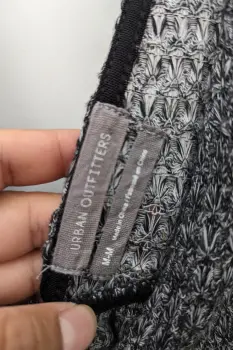 URBAN OUTFITTERS
M-M
Made in China /